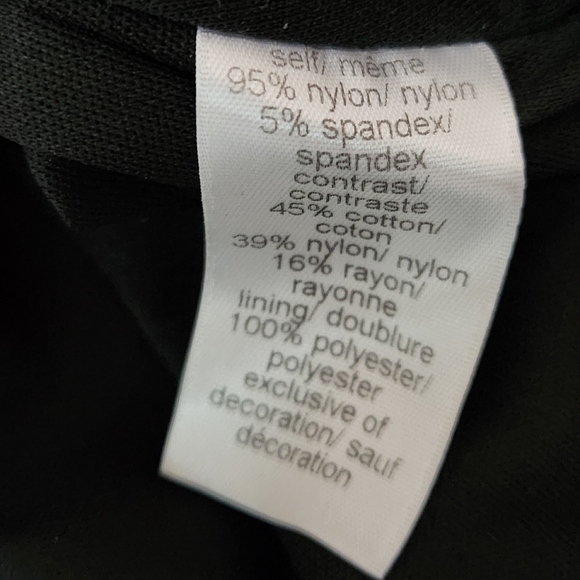 self/ même
95% nylon/ nylon
5% spandex/
spandex
contrast/
contraste
45% cotton/
coton
39% nylon/ nylon
16% rayon/
rayonne
lining/ doublure
100% polyester/
polyester
exclusive of
decoration/ sauf
décoration